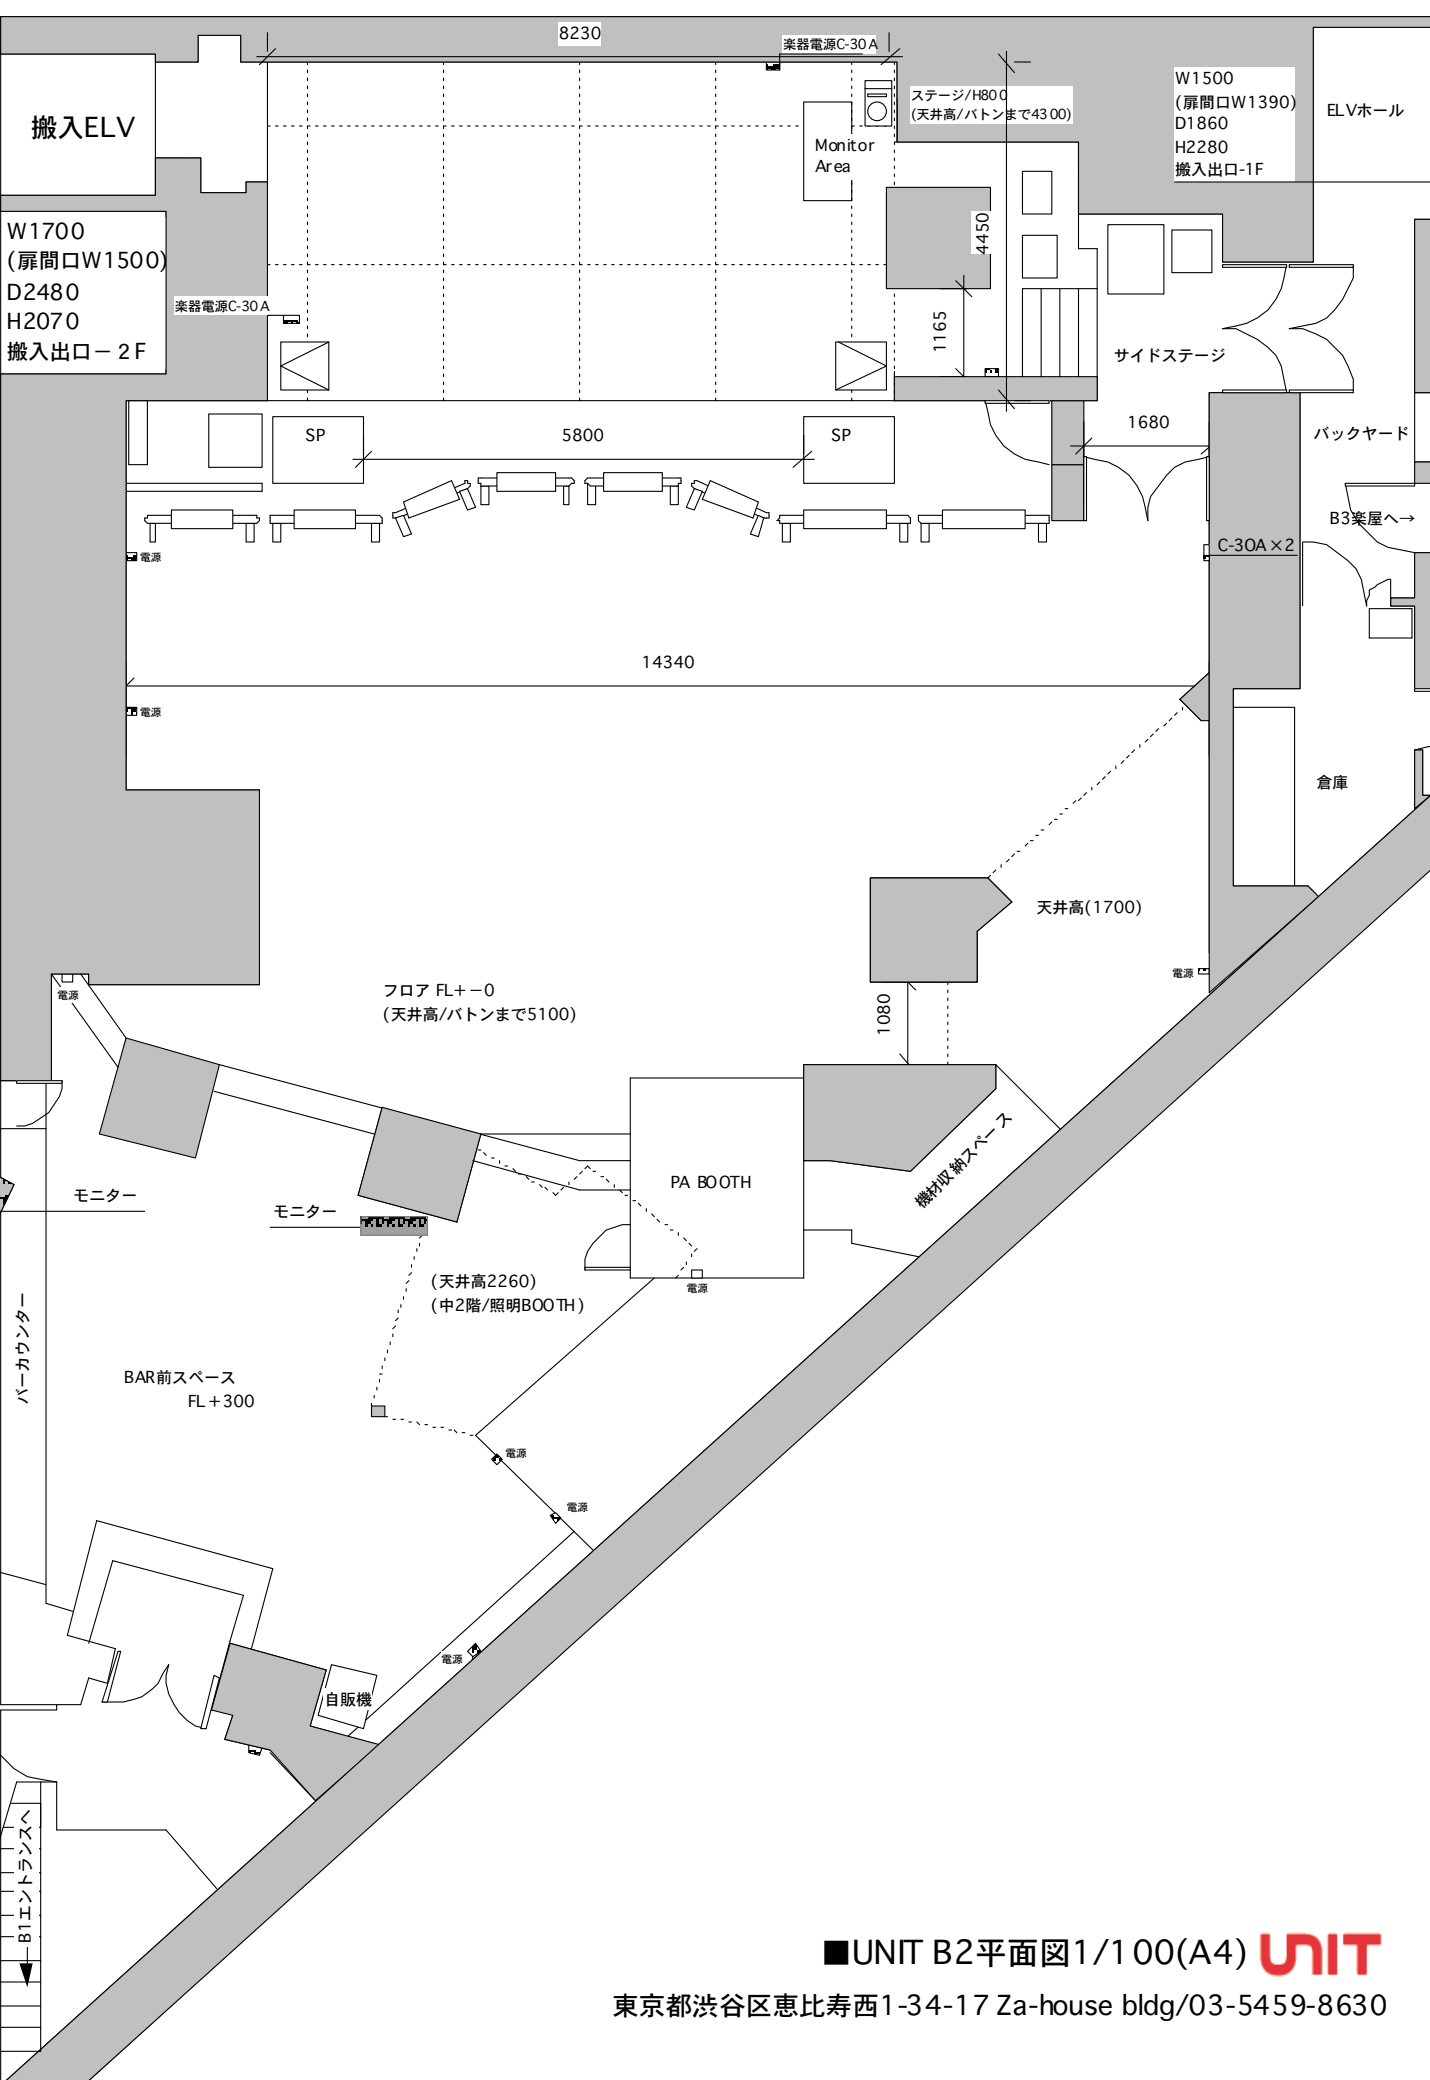 8230
楽器電源C-30A
搬入ELV
ステージ/H800
(天井高/バトンまで4300)
W1500
(扉間口W1390)
D1860
H2280
搬入出口-1F
ELVホール
Monitor
Area
W1700
(扉間口W1500)
D2480
H2070
搬入出口－2F
楽器電源C-30A
4450
1165
サイドステージ
SP
5800
SP
1680
バックヤード
B3楽屋へ→
C-30A×2
電源
14340
電源
倉庫
天井高(1700)
電源
フロア FL+－0
(天井高/バトンまで5100)
電源
1080
機材収納スペース
PA BOOTH
モニター
モニター
(天井高2260)
(中2階/照明BOOTH)
電源
バーカウンター
BAR前スペース
FL+300
電源
電源
電源
自販機
B1エントランスへ
■UNIT B2平面図1/100(A4)
UNIT
東京都渋谷区恵比寿西1-34-17 Za-house bldg/03-5459-8630